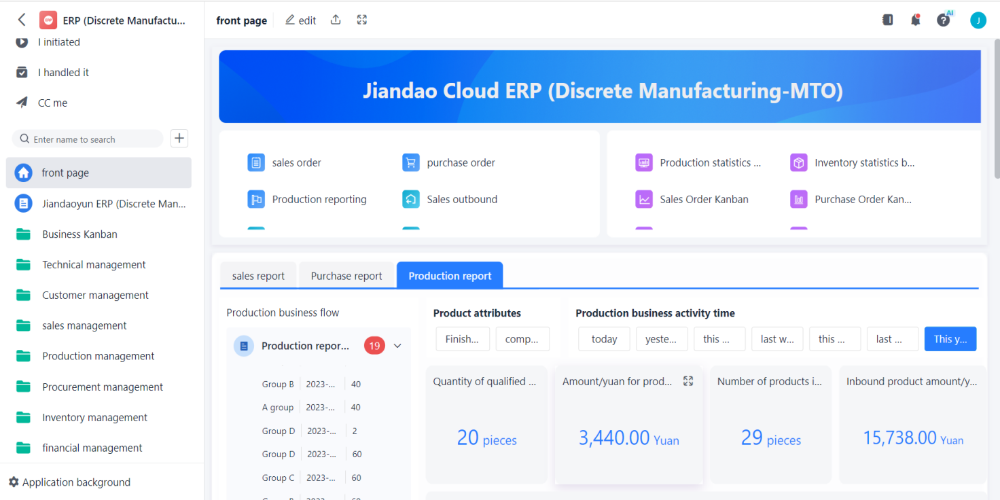 ERP (Discrete Manufactu...
I initiated
I handled it
CC me
Enter name to search
front page
Jiandaoyun ERP (Discrete Man...
Business Kanban
Technical management
Customer management
sales management
Production management
Procurement management
Inventory management
financial management
Application background
front page
edit
AI
J
Jiandao Cloud ERP (Discrete Manufacturing-MTO)
sales order
purchase order
Production reporting
Sales outbound
Production statistics ...
Inventory statistics b...
Sales Order Kanban
Purchase Order Kan...
sales report
Purchase report
Production report
Production business flow
Production repor... 19
Group B 2023-... 40
A group 2023-... 40
Group D 2023-... 2
Group D 2023-... 60
Group C 2023-... 60
Product attributes
Finish... comp...
Production business activity time
today yeste... this ... last w... this ... last ... This y...
Quantity of qualified ...
20 pieces
Amount/yuan for prod...
3,440.00 Yuan
Number of products i...
29 pieces
Inbound product amount/y...
15,738.00 Yuan